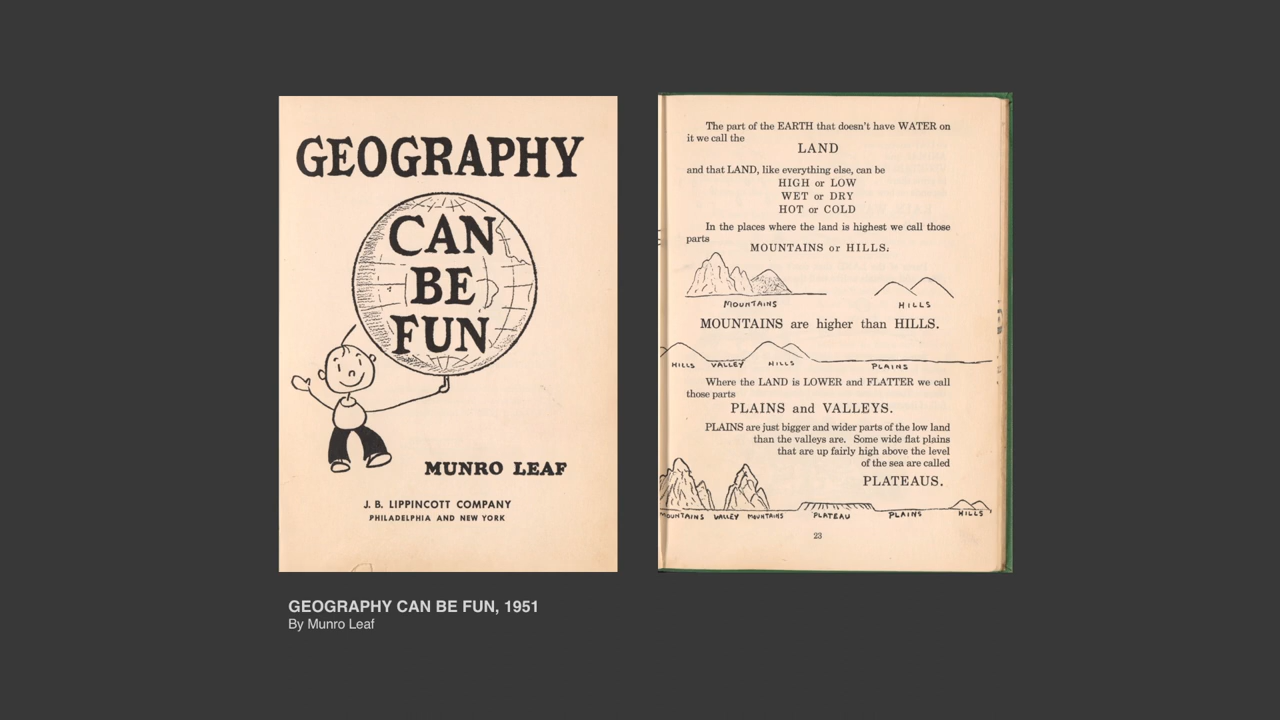 GEOGRAPHY
CAN
BE
FUN
MUNRO LEAF
J. B. LIPPINCOTT COMPANY
PHILADELPHIA AND NEW YORK
The part of the EARTH that doesn't have WATER on
it we call the
LAND
and that LAND, like everything else, can be
HIGH or LOW
WET or DRY
HOT or COLD
In the places where the land is highest we call those
parts
MOUNTAINS or HILLS.
MOUNTAINS HILLS
MOUNTAINS are higher than HILLS.
HILLS VALLEY HILLS PLAINS
Where the LAND is LOWER and FLATTER we call
those parts
PLAINS and VALLEYS.
PLAINS are just bigger and wider parts of the low land
than the valleys are. Some wide flat plains
that are up fairly high above the level
of the sea are called
PLATEAUS.
MOUNTAINS VALLEY MOUNTAINS PLATEAU PLAINS HILLS
23
GEOGRAPHY CAN BE FUN, 1951
By Munro Leaf